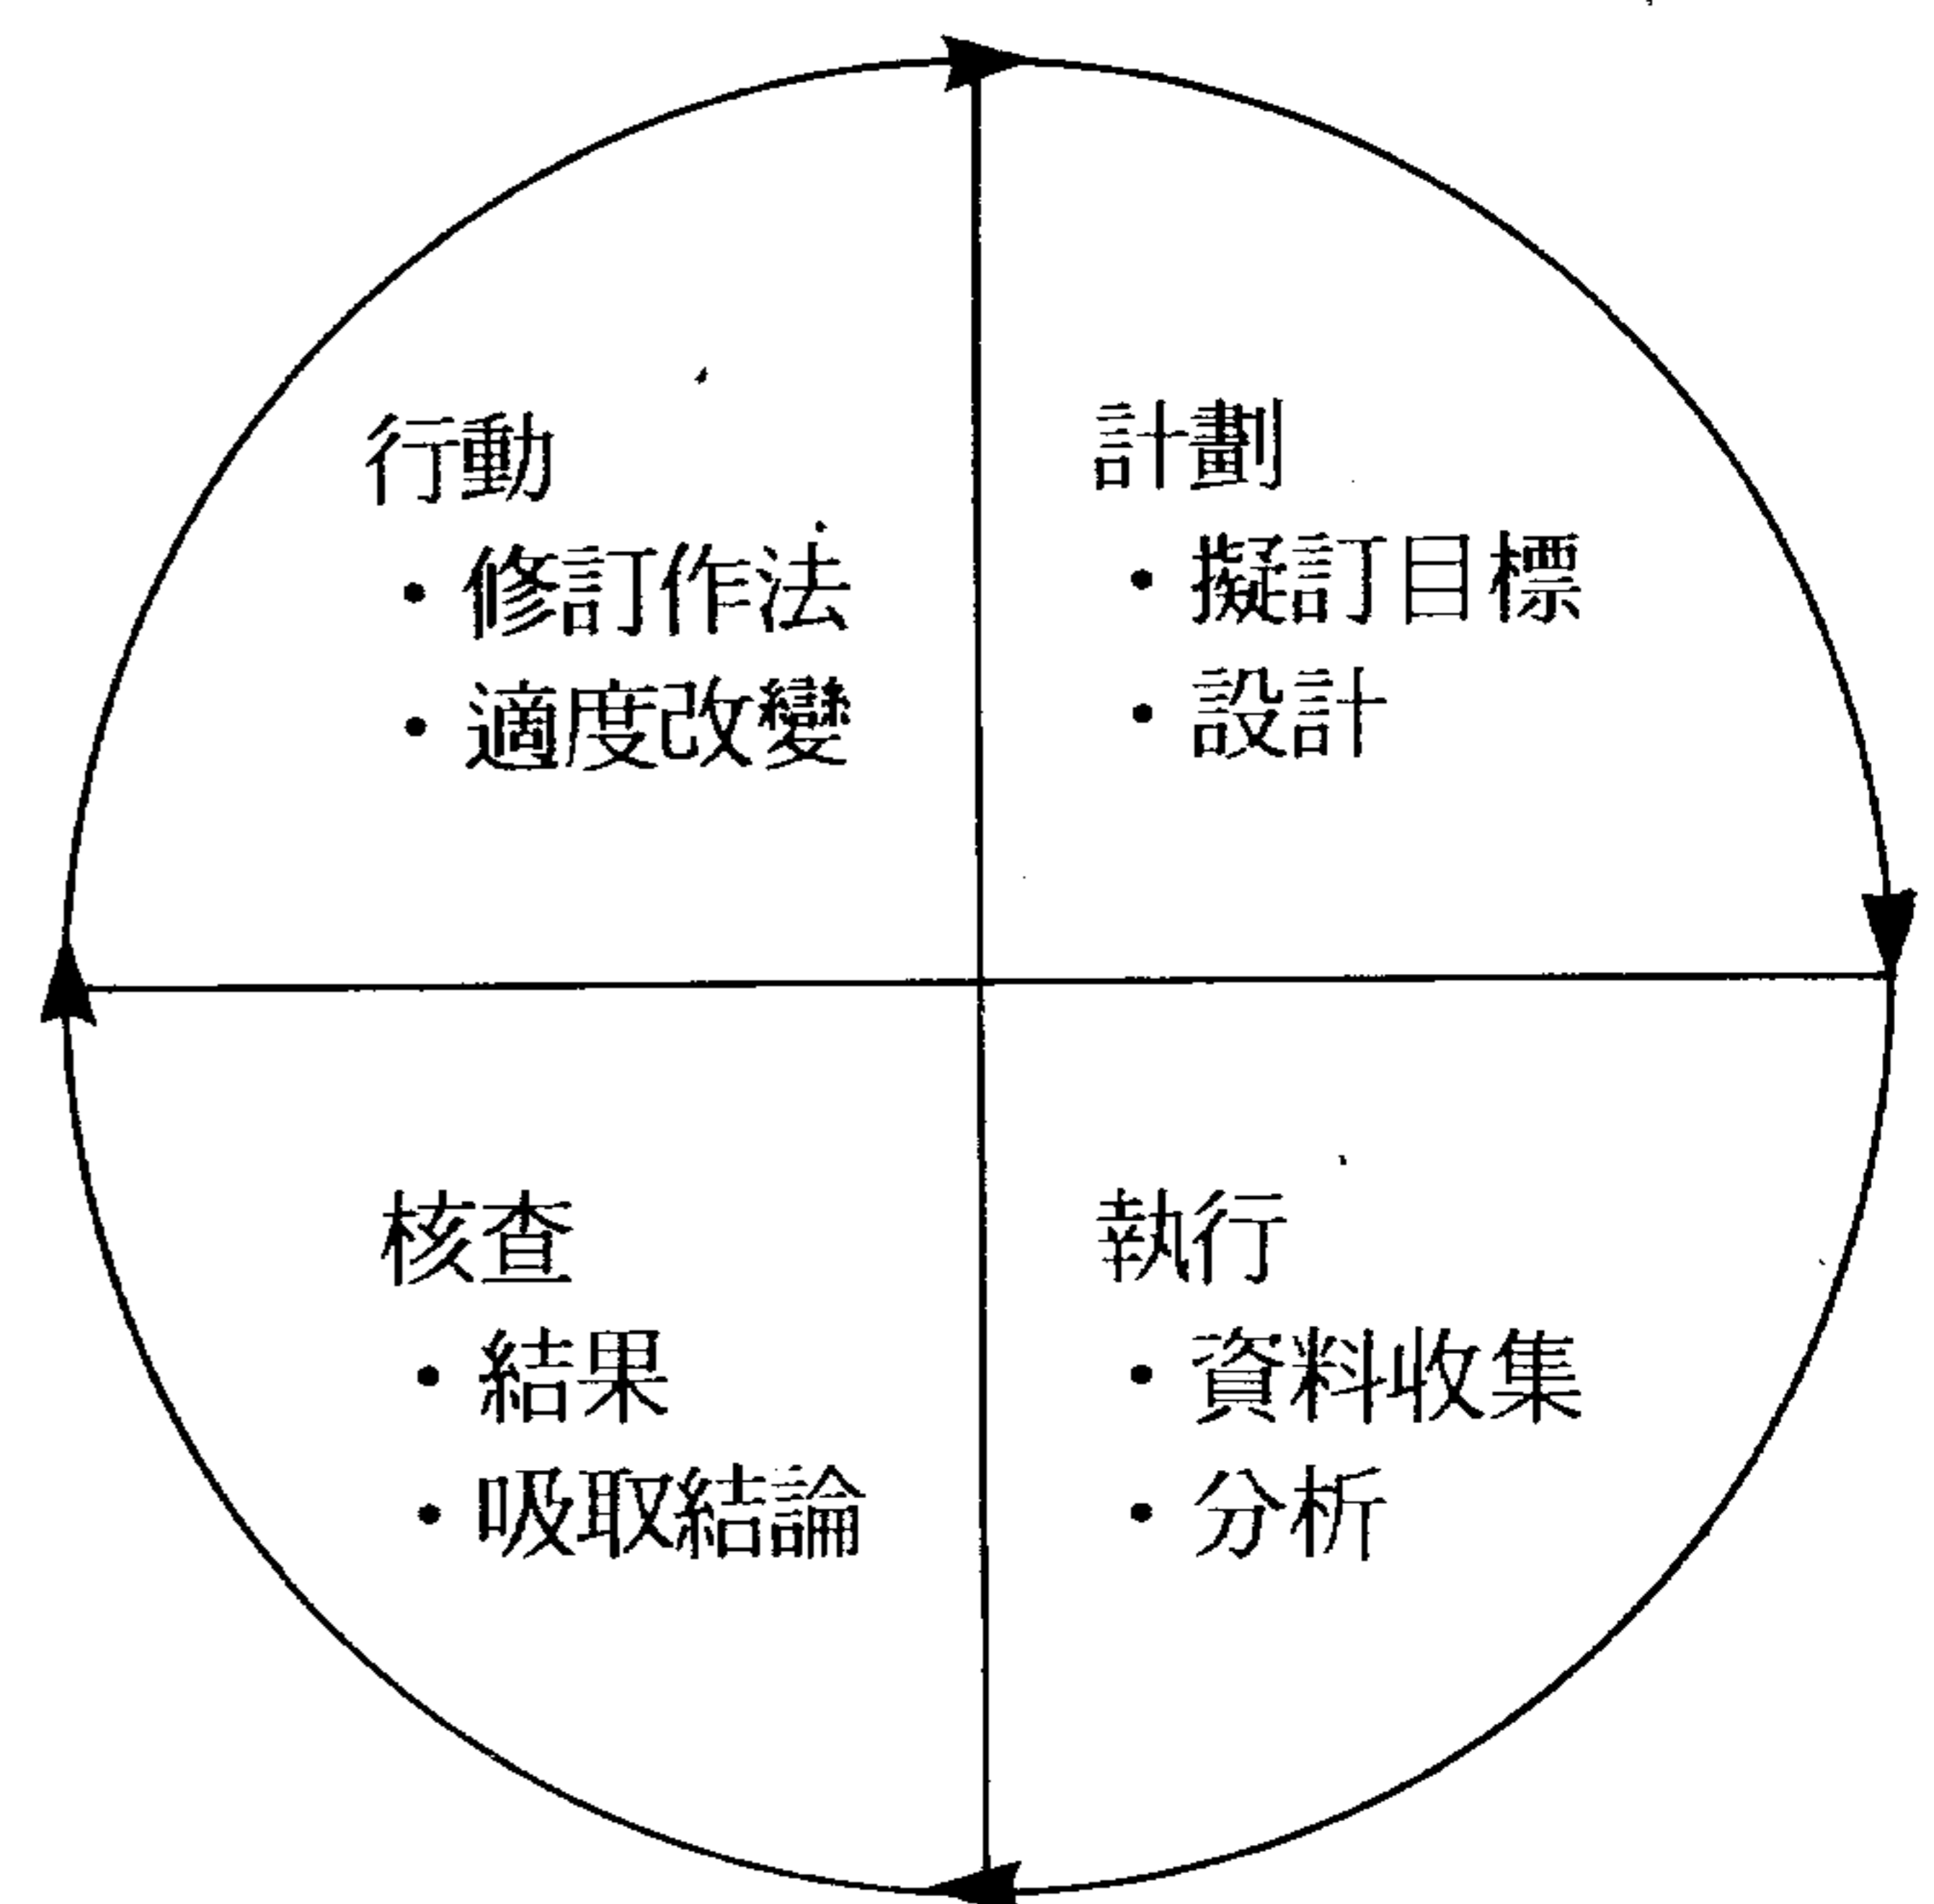 行動
• 修訂作法
• 適度改變
計劃
• 擬訂目標
• 設計
核查
• 結果
• 吸取結論
執行
• 資料收集
• 分析